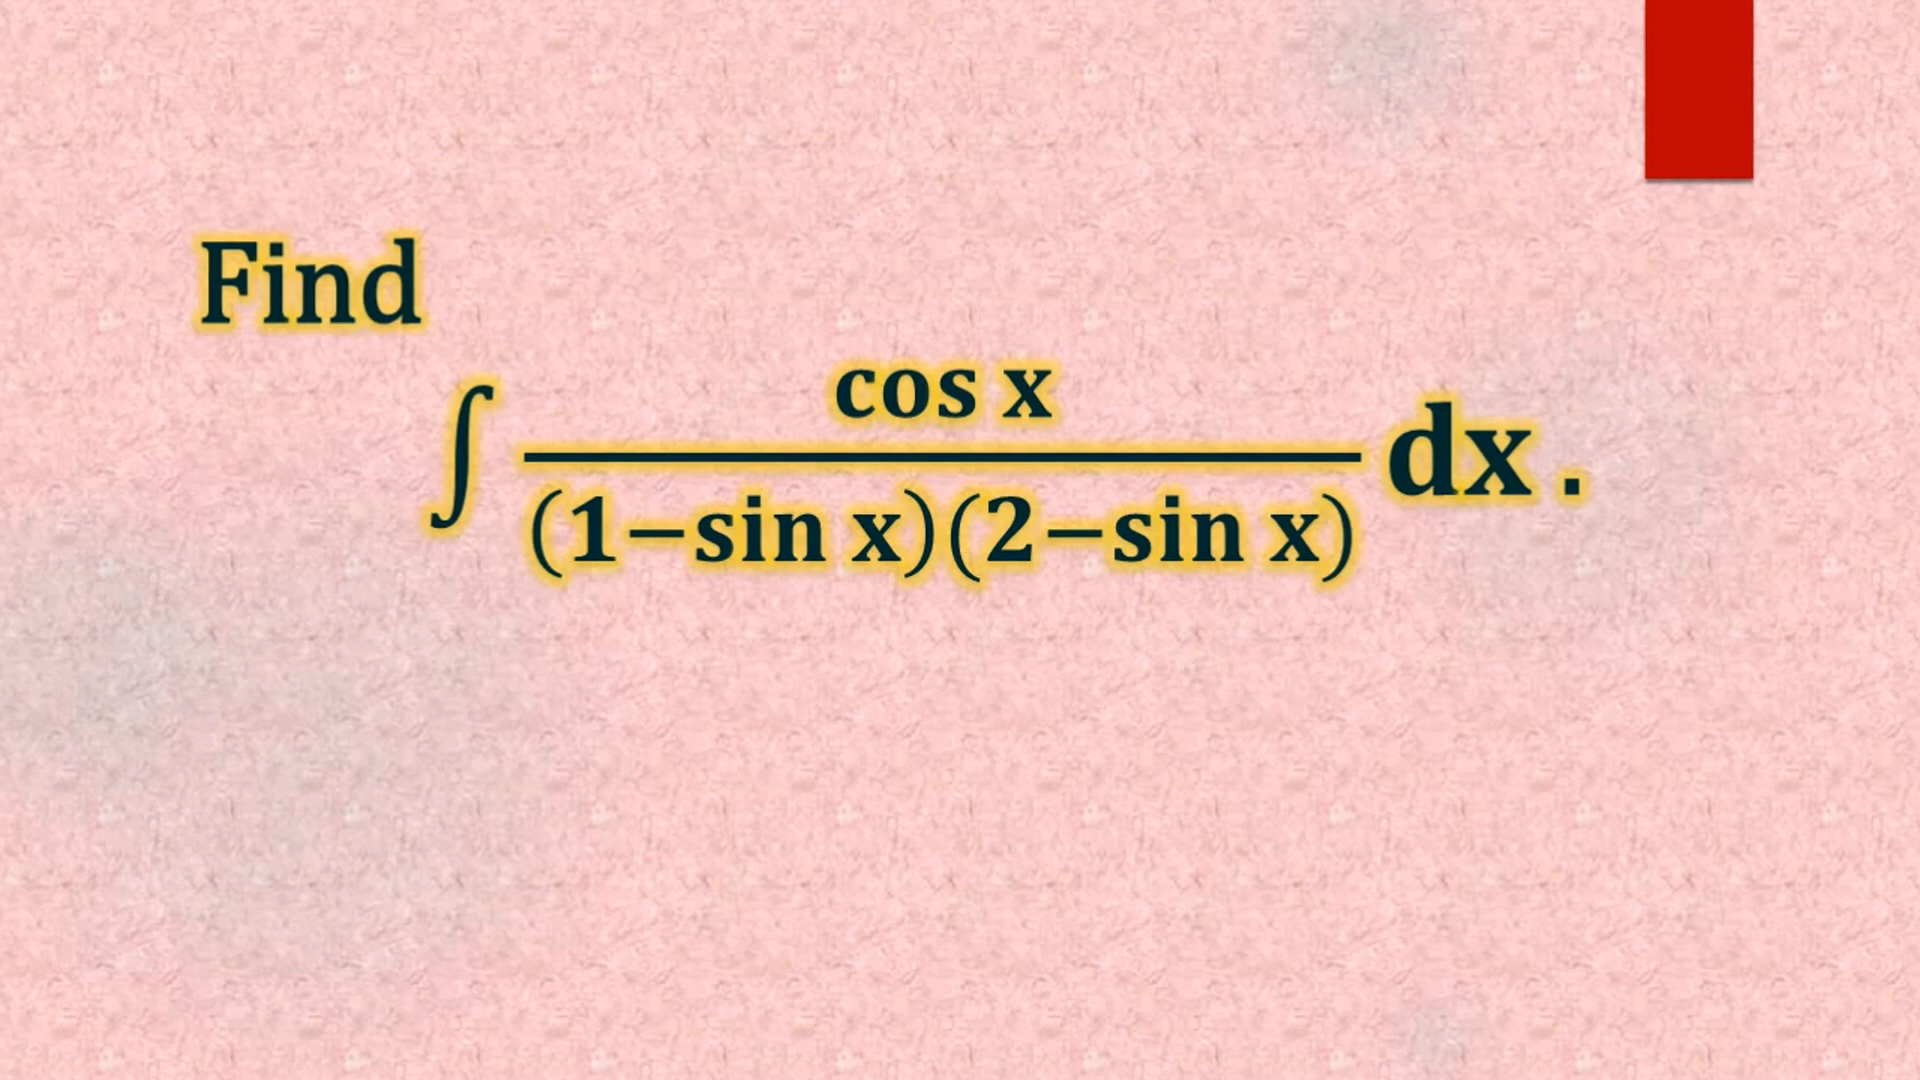 Find
∫ cos x / (1−sin x)(2−sin x) dx .